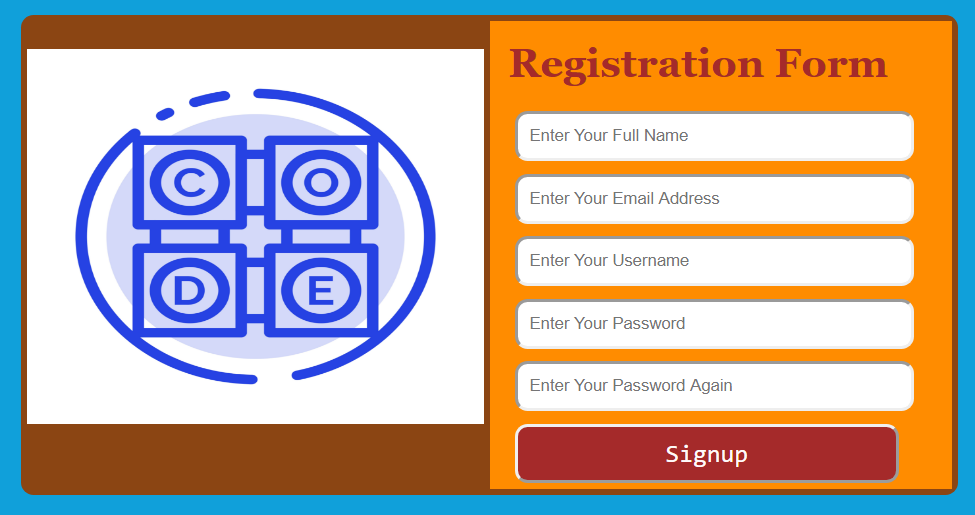 C O
D E
Registration Form
Enter Your Full Name
Enter Your Email Address
Enter Your Username
Enter Your Password
Enter Your Password Again
Signup